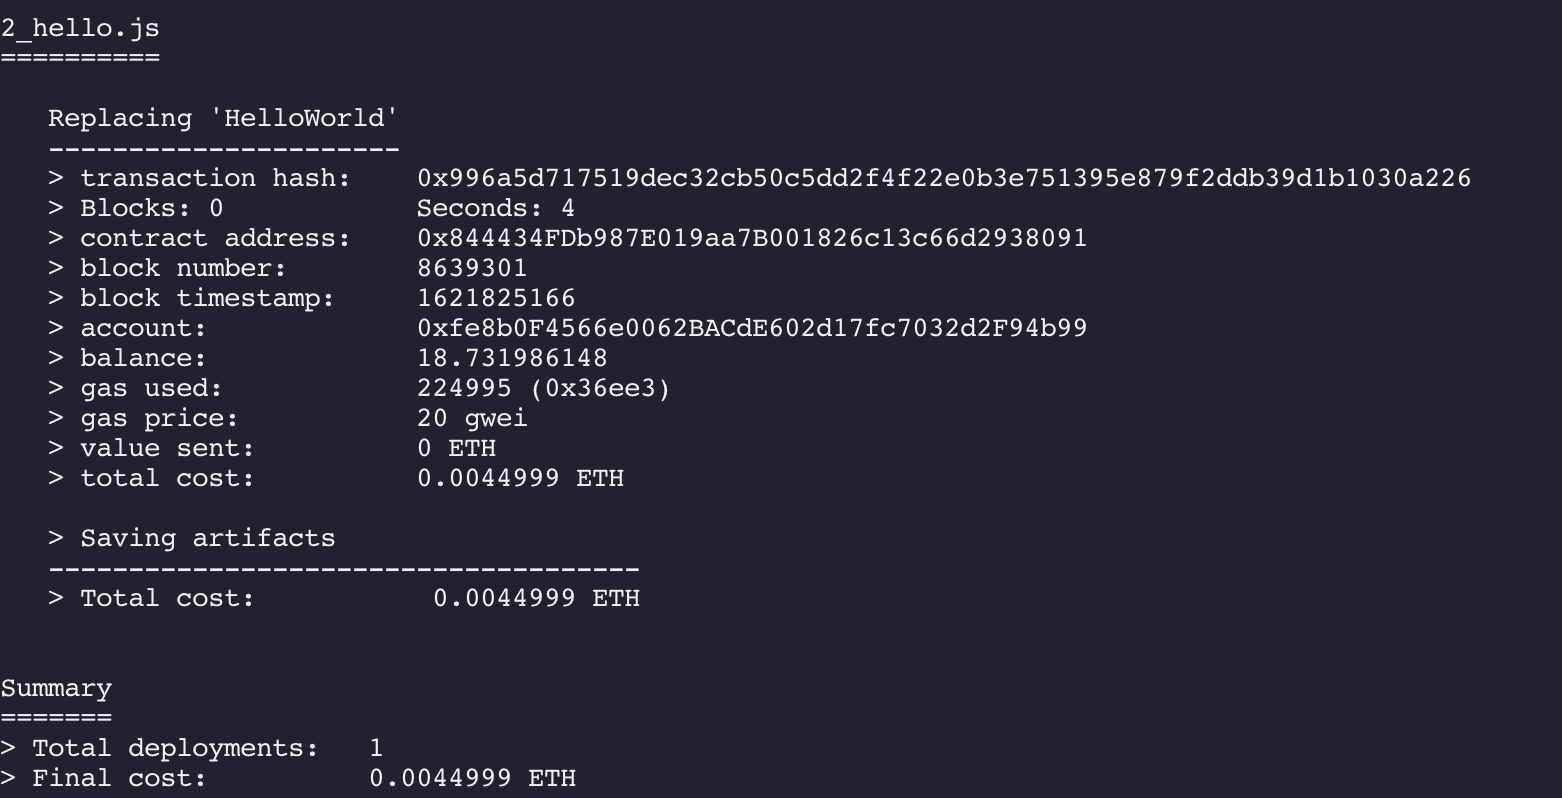 2_hello.js
==========
Replacing 'HelloWorld'
----------------------
> transaction hash:    0x996a5d717519dec32cb50c5dd2f4f22e0b3e751395e879f2ddb39d1b1030a226
> Blocks: 0            Seconds: 4
> contract address:    0x844434FDb987E019aa7B001826c13c66d2938091
> block number:        8639301
> block timestamp:     1621825166
> account:             0xfe8b0F4566e0062BACdE602d17fc7032d2F94b99
> balance:             18.731986148
> gas used:            224995 (0x36ee3)
> gas price:           20 gwei
> value sent:          0 ETH
> total cost:          0.0044999 ETH
> Saving artifacts
-------------------------------------
> Total cost:           0.0044999 ETH
Summary
=======
> Total deployments:   1
> Final cost:          0.0044999 ETH